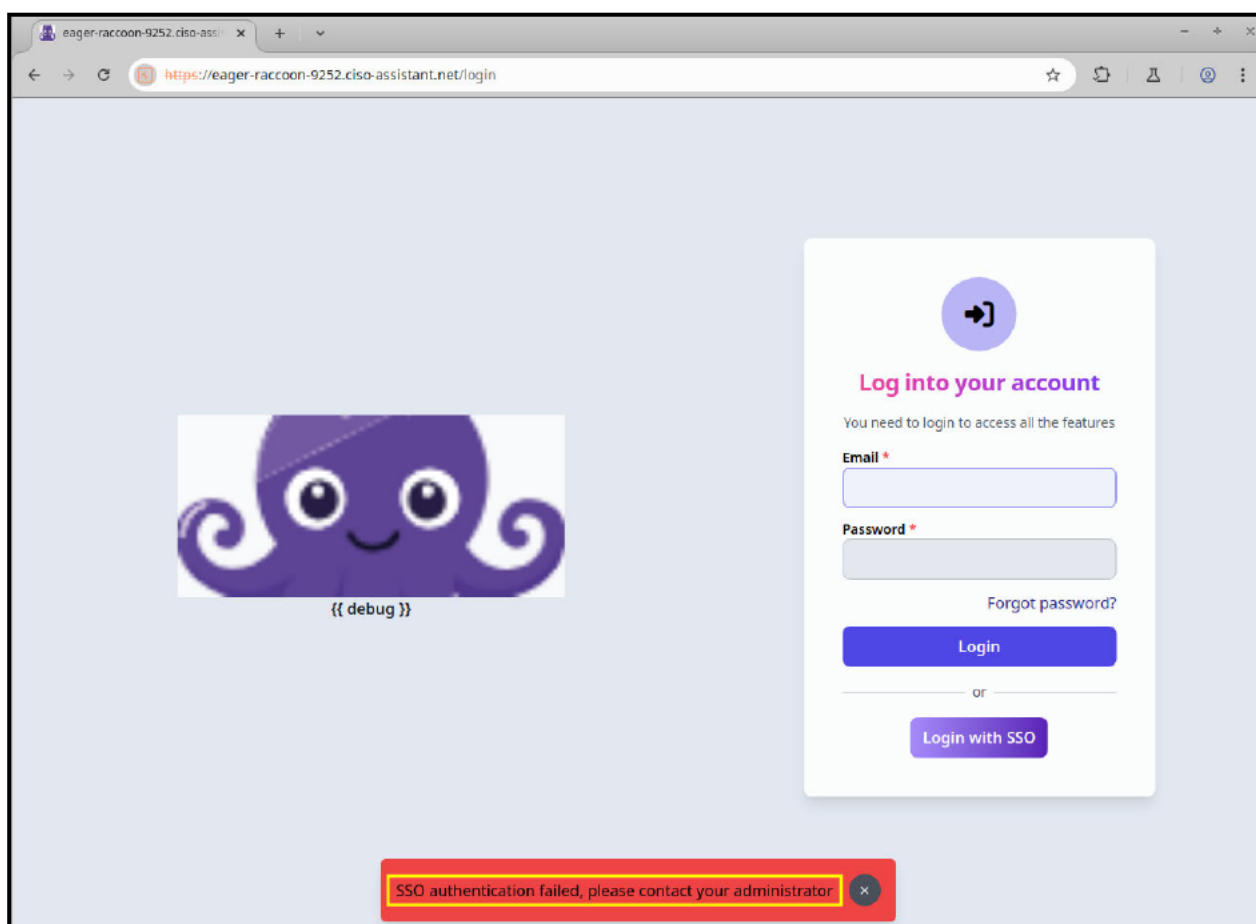 eager-raccoon-9252.ciso-assi
https://eager-raccoon-9252.ciso-assistant.net/login
{{ debug }}
Log into your account
You need to login to access all the features
Email *
Password *
Forgot password?
Login
or
Login with SSO
SSO authentication failed, please contact your administrator